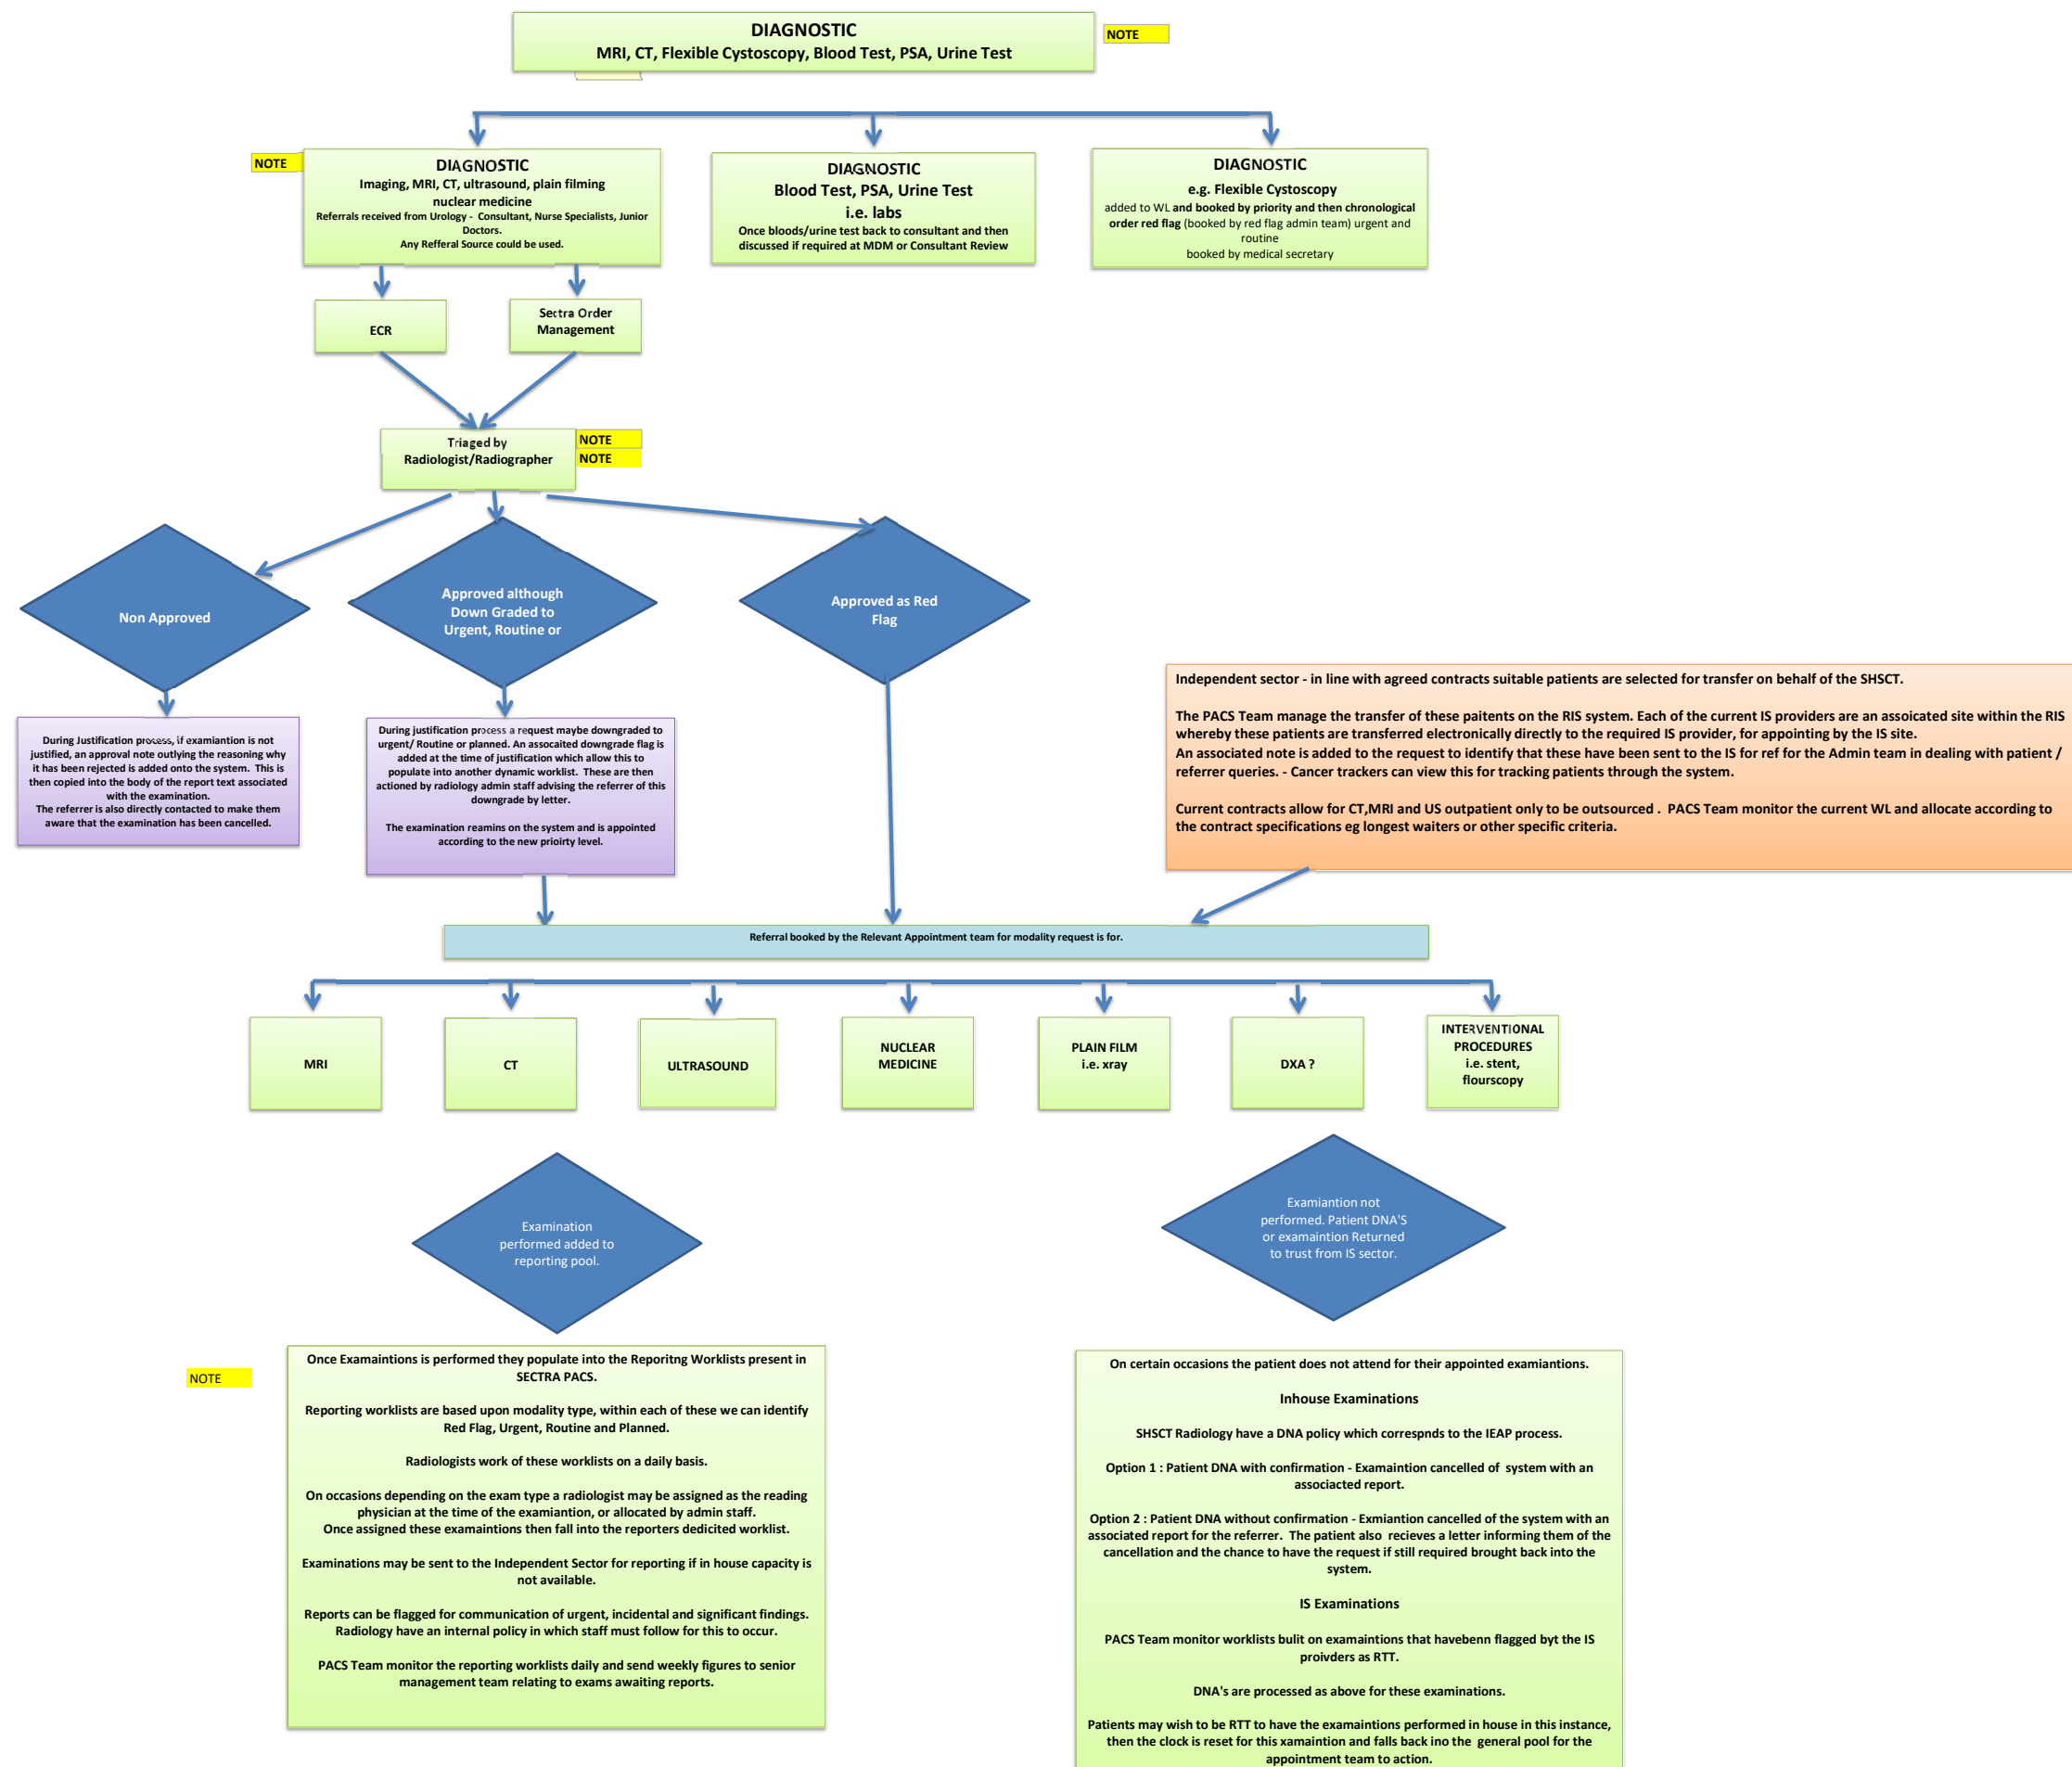 DIAGNOSTIC
MRI, CT, Flexible Cystoscopy, Blood Test, PSA, Urine Test
NOTE
NOTE
DIAGNOSTIC
Imaging, MRI, CT, ultrasound, plain filming
nuclear medicine
Referrals received from Urology - Consultant, Nurse Specialists, Junior
Doctors.
Any Refferal Source could be used.
DIAGNOSTIC
Blood Test, PSA, Urine Test
i.e. labs
Once bloods/urine test back to consultant and then
discussed if required at MDM or Consultant Review
DIAGNOSTIC
e.g. Flexible Cystoscopy
added to WL and booked by priority and then chronological
order red flag (booked by red flag admin team) urgent and
routine
booked by medical secretary
ECR
Sectra Order
Management
Triaged by
Radiologist/Radiographer
NOTE
NOTE
Non Approved
Approved although
Down Graded to
Urgent, Routine or
Approved as Red
Flag
During Justification process, if examiantion is not
justified, an approval note outlying the reasoning why
it has been rejected is added onto the system. This is
then copied into the body of the report text associated
with the examination.
The referrer is also directly contacted to make them
aware that the examination has been cancelled.
During justification process a request maybe downgraded to
urgent/ Routine or planned. An assocaited downgrade flag is
added at the time of justification which allow this to
populate into another dynamic worklist. These are then
actioned by radiology admin staff advising the referrer of this
downgrade by letter.
The examination reamins on the system and is appointed
according to the new prioirty level.
Independent sector - in line with agreed contracts suitable patients are selected for transfer on behalf of the SHSCT.
The PACS Team manage the transfer of these paitents on the RIS system. Each of the current IS providers are an assoicated site within the RIS
whereby these patients are transferred electronically directly to the required IS provider, for appointing by the IS site.
An associated note is added to the request to identify that these have been sent to the IS for ref for the Admin team in dealing with patient /
referrer queries. - Cancer trackers can view this for tracking patients through the system.
Current contracts allow for CT,MRI and US outpatient only to be outsourced . PACS Team monitor the current WL and allocate according to
the contract specifications eg longest waiters or other specific criteria.
Referral booked by the Relevant Appointment team for modality request is for.
MRI
CT
ULTRASOUND
NUCLEAR
MEDICINE
PLAIN FILM
i.e. xray
DXA ?
INTERVENTIONAL
PROCEDURES
i.e. stent,
flourscopy
Examination
performed added to
reporting pool.
Examiantion not
performed. Patient DNA'S
or examaintion Returned
to trust from IS sector.
NOTE
Once Examaintions is performed they populate into the Reporitng Worklists present in
SECTRA PACS.
Reporting worklists are based upon modality type, within each of these we can identify
Red Flag, Urgent, Routine and Planned.
Radiologists work of these worklists on a daily basis.
On occasions depending on the exam type a radiologist may be assigned as the reading
physician at the time of the examiantion, or allocated by admin staff.
Once assigned these examaintions then fall into the reporters dedicited worklist.
Examinations may be sent to the Independent Sector for reporting if in house capacity is
not available.
Reports can be flagged for communication of urgent, incidental and significant findings.
Radiology have an internal policy in which staff must follow for this to occur.
PACS Team monitor the reporting worklists daily and send weekly figures to senior
management team relating to exams awaiting reports.
On certain occasions the patient does not attend for their appointed examiantions.
Inhouse Examinations
SHSCT Radiology have a DNA policy which correspnds to the IEAP process.
Option 1 : Patient DNA with confirmation - Examaintion cancelled of system with an
associacted report.
Option 2 : Patient DNA without confirmation - Exmiantion cancelled of the system with an
associated report for the referrer. The patient also recieves a letter informing them of the
cancellation and the chance to have the request if still required brought back into the
system.
IS Examinations
PACS Team monitor worklists bulit on examaintions that havebenn flagged byt the IS
proivders as RTT.
DNA's are processed as above for these examinations.
Patients may wish to be RTT to have the examaintions performed in house in this instance,
then the clock is reset for this xamaintion and falls back ino the general pool for the
appointment team to action.